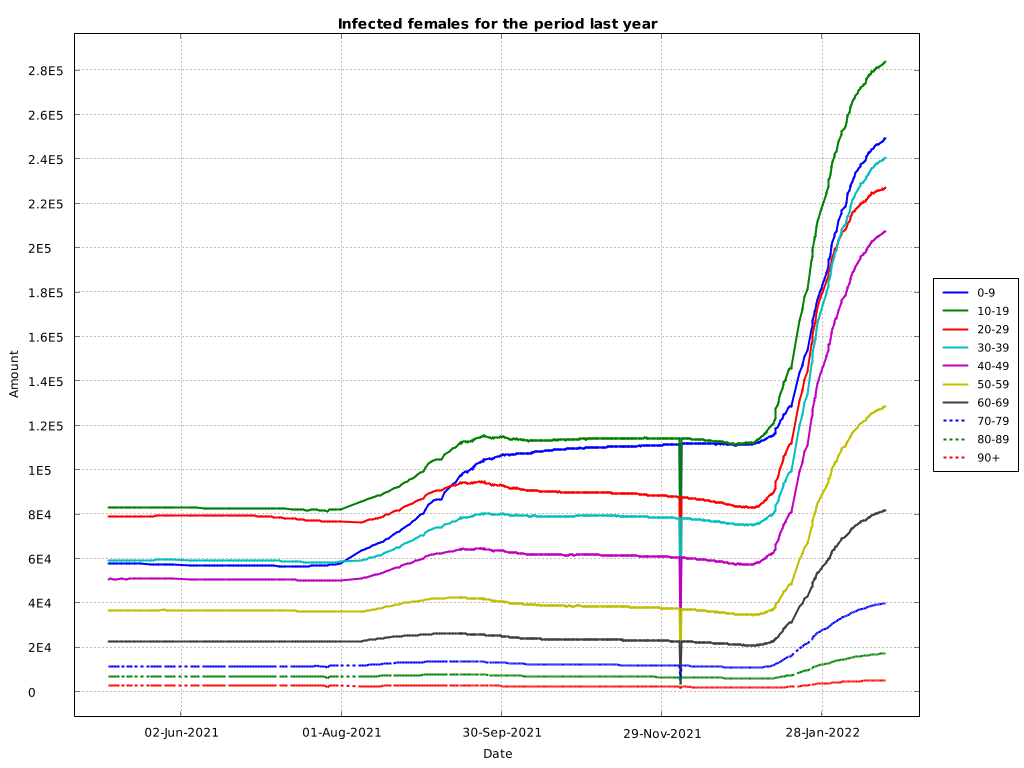 Infected females for the period last year
2.8E5
2.6E5
2.4E5
2.2E5
2E5
1.8E5
1.6E5
1.4E5
1.2E5
1E5
8E4
6E4
4E4
2E4
0
Amount
02-Jun-2021
01-Aug-2021
30-Sep-2021
29-Nov-2021
28-Jan-2022
Date
0-9
10-19
20-29
30-39
40-49
50-59
60-69
70-79
80-89
90+